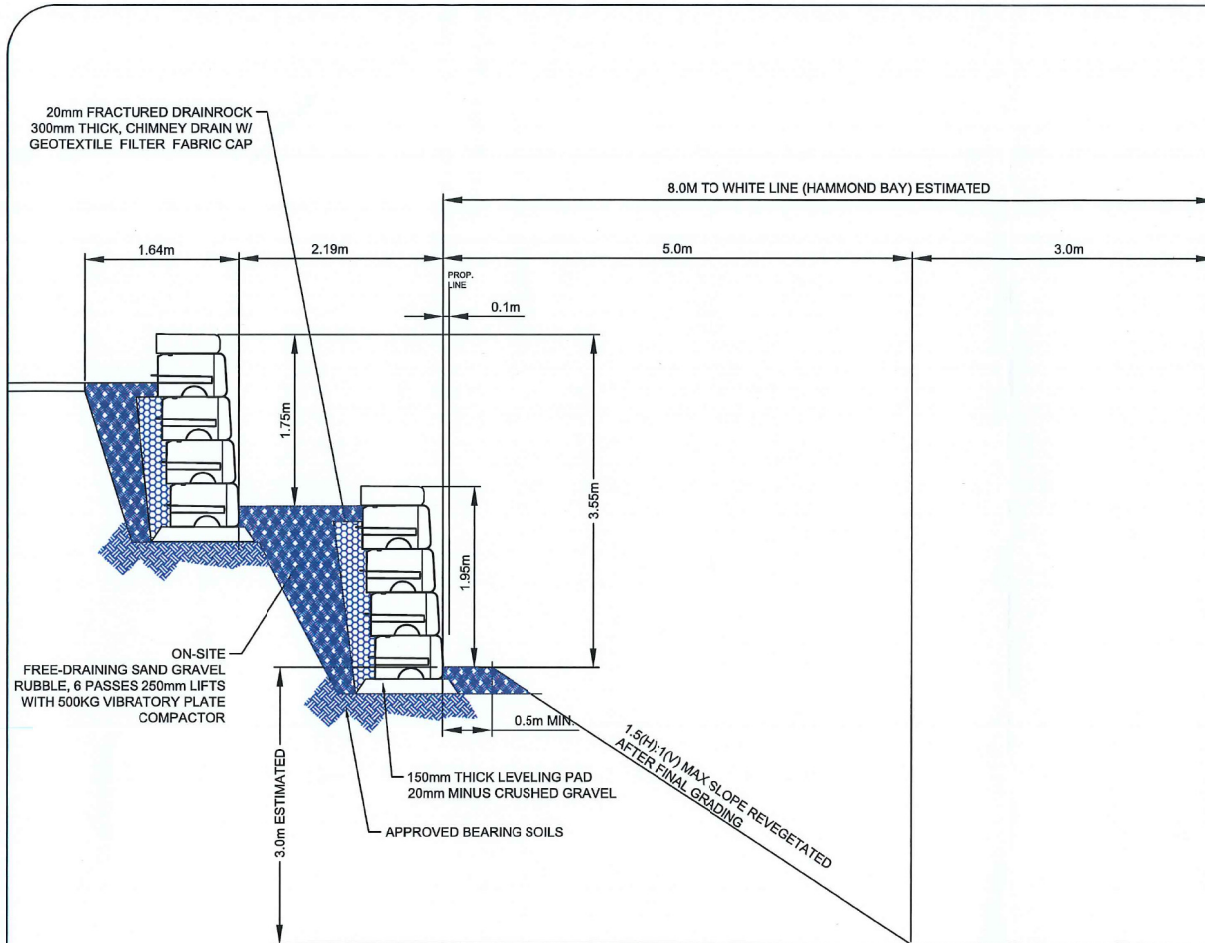 20mm FRACTURED DRAINROCK
300mm THICK, CHIMNEY DRAIN W/
GEOTEXTILE FILTER FABRIC CAP
8.0M TO WHITE LINE (HAMMOND BAY) ESTIMATED
1.64m
2.19m
5.0m
3.0m
PROP.
LINE
0.1m
1.75m
3.55m
1.95m
ON-SITE
FREE-DRAINING SAND GRAVEL
RUBBLE, 6 PASSES 250mm LIFTS
WITH 500KG VIBRATORY PLATE
COMPACTOR
0.5m MIN.
1.5(H):1(V) MAX SLOPE REVEGETATED
AFTER FINAL GRADING
150mm THICK LEVELING PAD
20mm MINUS CRUSHED GRAVEL
3.0m ESTIMATED
APPROVED BEARING SOILS